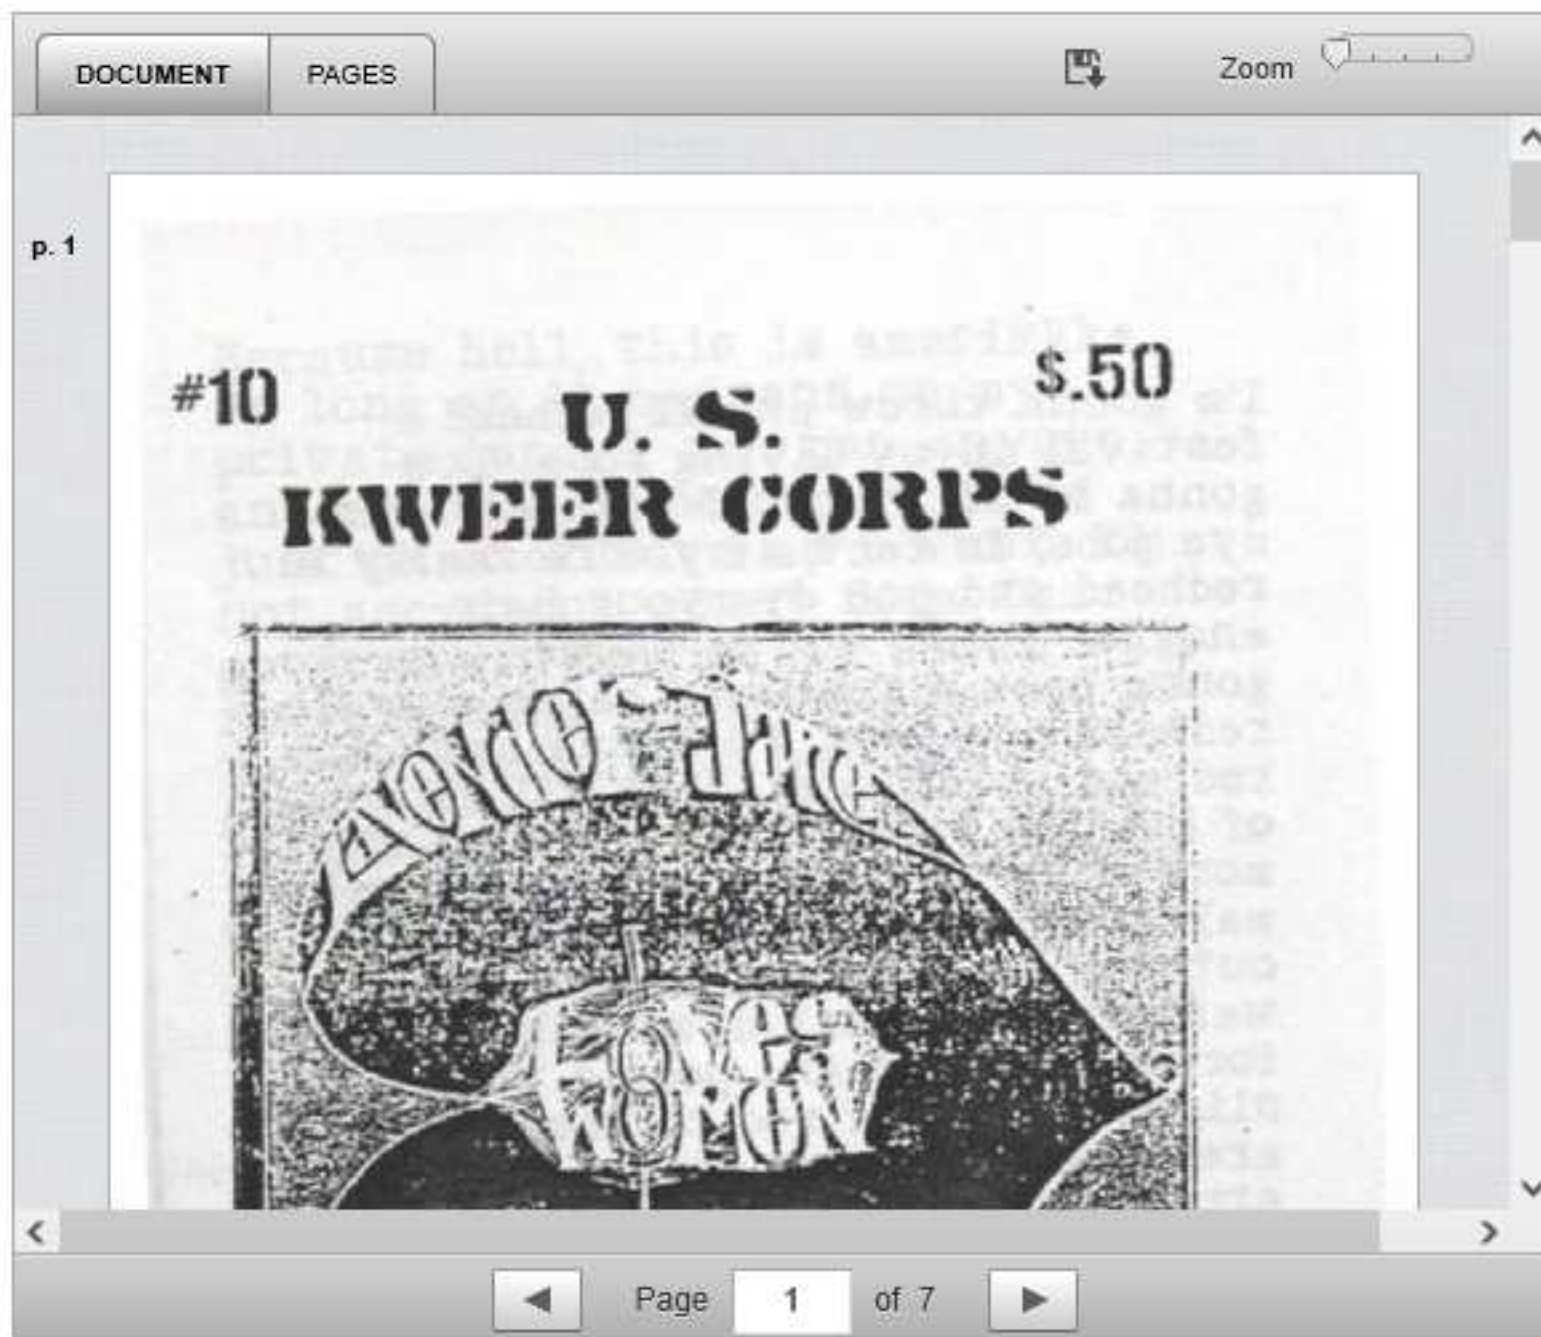 DOCUMENT PAGES Zoom
p. 1
#10 $.50
U. S.
KWEER CORPS
Lavender Jane
Loves
Women
Page 1 of 7